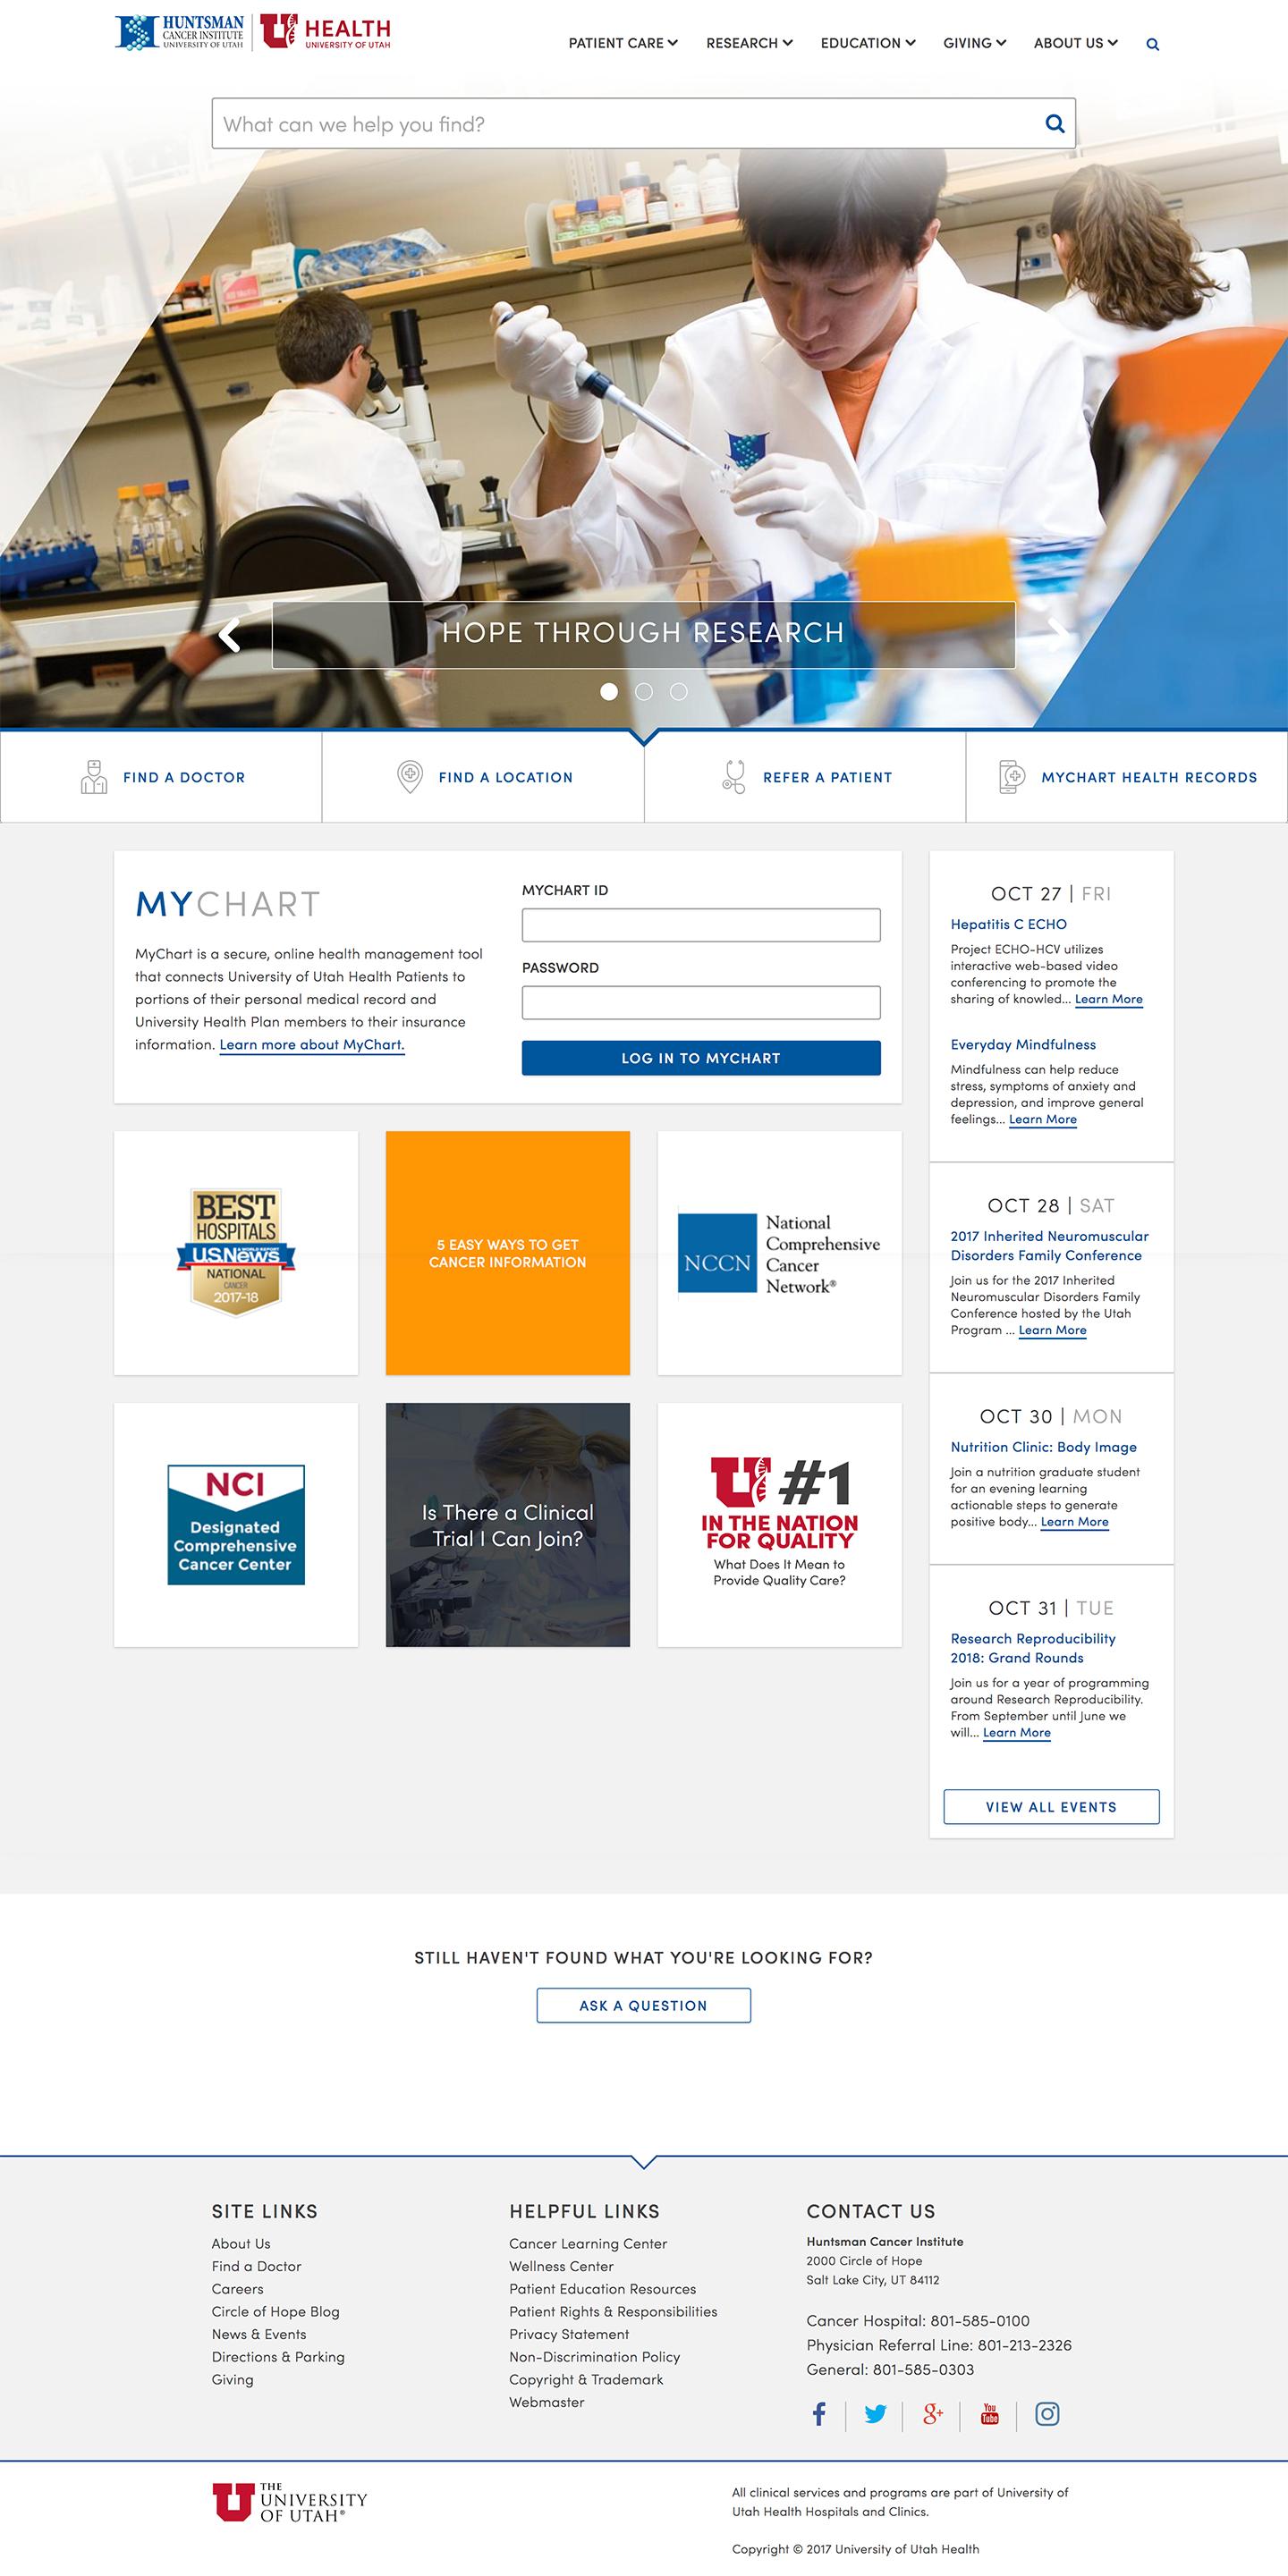 HUNTSMAN
CANCER INSTITUTE
UNIVERSITY OF UTAH
HEALTH
UNIVERSITY OF UTAH
PATIENT CARE
RESEARCH
EDUCATION
GIVING
ABOUT US
What can we help you find?
HOPE THROUGH RESEARCH
FIND A DOCTOR
FIND A LOCATION
REFER A PATIENT
MYCHART HEALTH RECORDS
MYCHART
MyChart is a secure, online health management tool
that connects University of Utah Health Patients to
portions of their personal medical record and
University Health Plan members to their insurance
information. Learn more about MyChart.
MYCHART ID
PASSWORD
LOG IN TO MYCHART
BEST
HOSPITALS
U.S.News
& WORLD REPORT
NATIONAL
CANCER
2017-18
5 EASY WAYS TO GET
CANCER INFORMATION
NCCN
National
Comprehensive
Cancer
Network®
NCI
Designated
Comprehensive
Cancer Center
Is There a Clinical
Trial I Can Join?
U #1
IN THE NATION
FOR QUALITY
What Does It Mean to
Provide Quality Care?
OCT 27 | FRI
Hepatitis C ECHO
Project ECHO-HCV utilizes
interactive web-based video
conferencing to promote the
sharing of knowled... Learn More
Everyday Mindfulness
Mindfulness can help reduce
stress, symptoms of anxiety and
depression, and improve general
feelings... Learn More
OCT 28 | SAT
2017 Inherited Neuromuscular
Disorders Family Conference
Join us for the 2017 Inherited
Neuromuscular Disorders Family
Conference hosted by the Utah
Program ... Learn More
OCT 30 | MON
Nutrition Clinic: Body Image
Join a nutrition graduate student
for an evening learning
actionable steps to generate
positive body... Learn More
OCT 31 | TUE
Research Reproducibility
2018: Grand Rounds
Join us for a year of programming
around Research Reproducibility.
From September until June we
will... Learn More
VIEW ALL EVENTS
STILL HAVEN'T FOUND WHAT YOU'RE LOOKING FOR?
ASK A QUESTION
SITE LINKS
About Us
Find a Doctor
Careers
Circle of Hope Blog
News & Events
Directions & Parking
Giving
HELPFUL LINKS
Cancer Learning Center
Wellness Center
Patient Education Resources
Patient Rights & Responsibilities
Privacy Statement
Non-Discrimination Policy
Copyright & Trademark
Webmaster
CONTACT US
Huntsman Cancer Institute
2000 Circle of Hope
Salt Lake City, UT 84112
Cancer Hospital: 801-585-0100
Physician Referral Line: 801-213-2326
General: 801-585-0303
f
g+
You
Tube
THE
UNIVERSITY
OF UTAH®
All clinical services and programs are part of University of
Utah Health Hospitals and Clinics.
Copyright © 2017 University of Utah Health